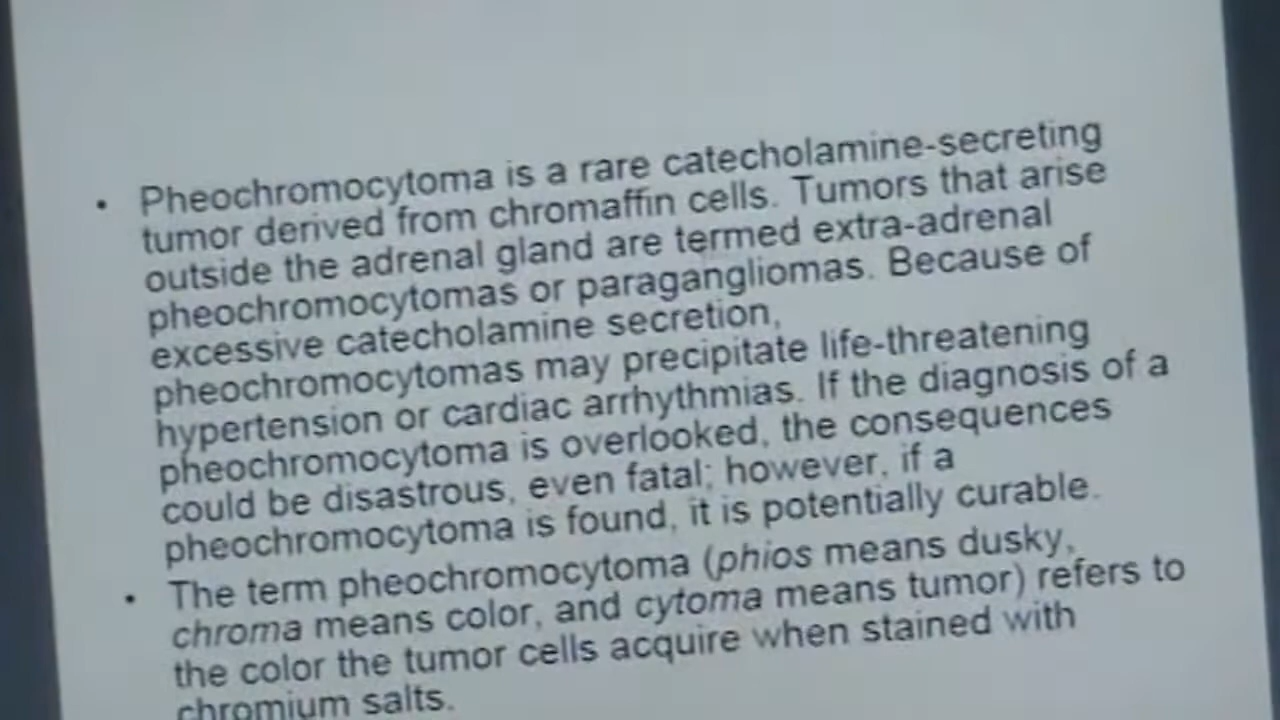 • Pheochromocytoma is a rare catecholamine-secreting
tumor derived from chromaffin cells. Tumors that arise
outside the adrenal gland are termed extra-adrenal
pheochromocytomas or paragangliomas. Because of
excessive catecholamine secretion,
pheochromocytomas may precipitate life-threatening
hypertension or cardiac arrhythmias. If the diagnosis of a
pheochromocytoma is overlooked, the consequences
could be disastrous, even fatal; however, if a
pheochromocytoma is found, it is potentially curable.
• The term pheochromocytoma (phios means dusky,
chroma means color, and cytoma means tumor) refers to
the color the tumor cells acquire when stained with
chromium salts.